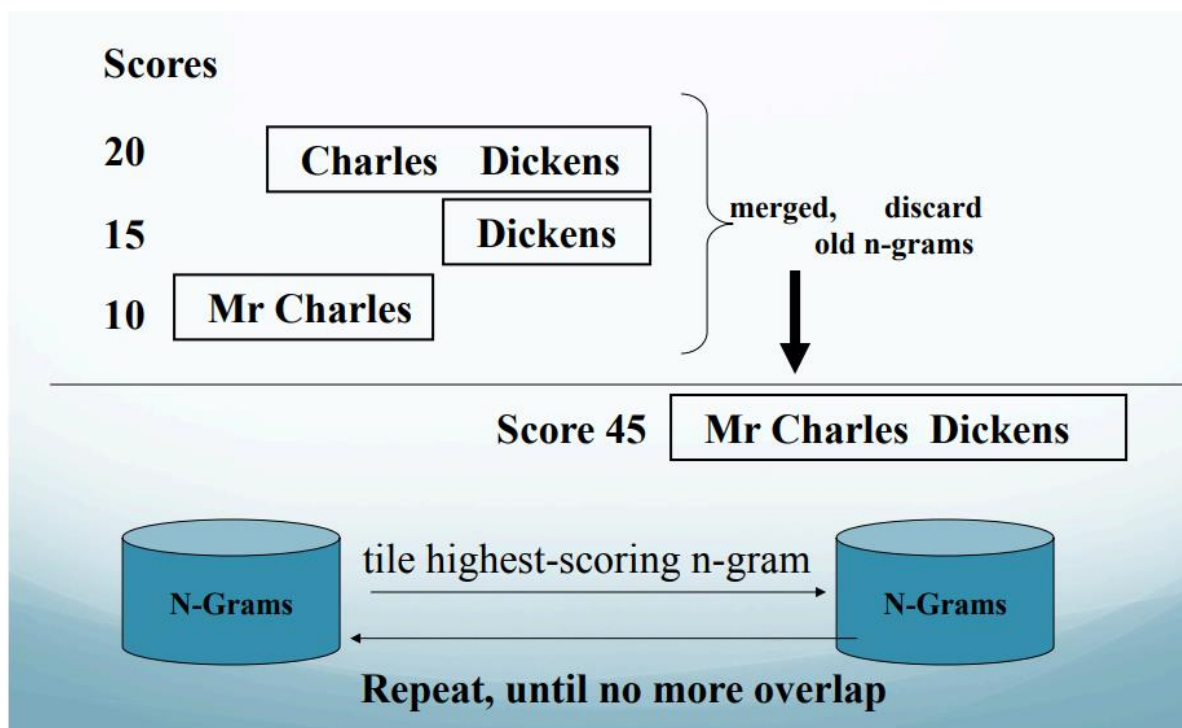 Scores
20 Charles Dickens
15 Dickens
10 Mr Charles
merged, discard
old n-grams
Score 45 Mr Charles Dickens
tile highest-scoring n-gram
N-Grams N-Grams
Repeat, until no more overlap